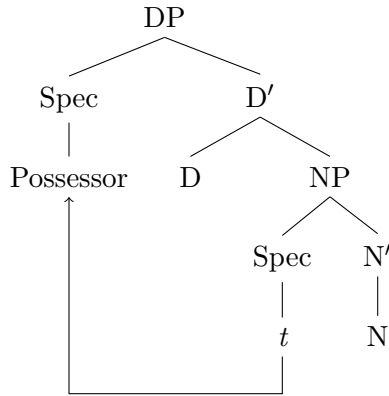 DP
Spec D′
Possessor D NP
Spec N′
t N